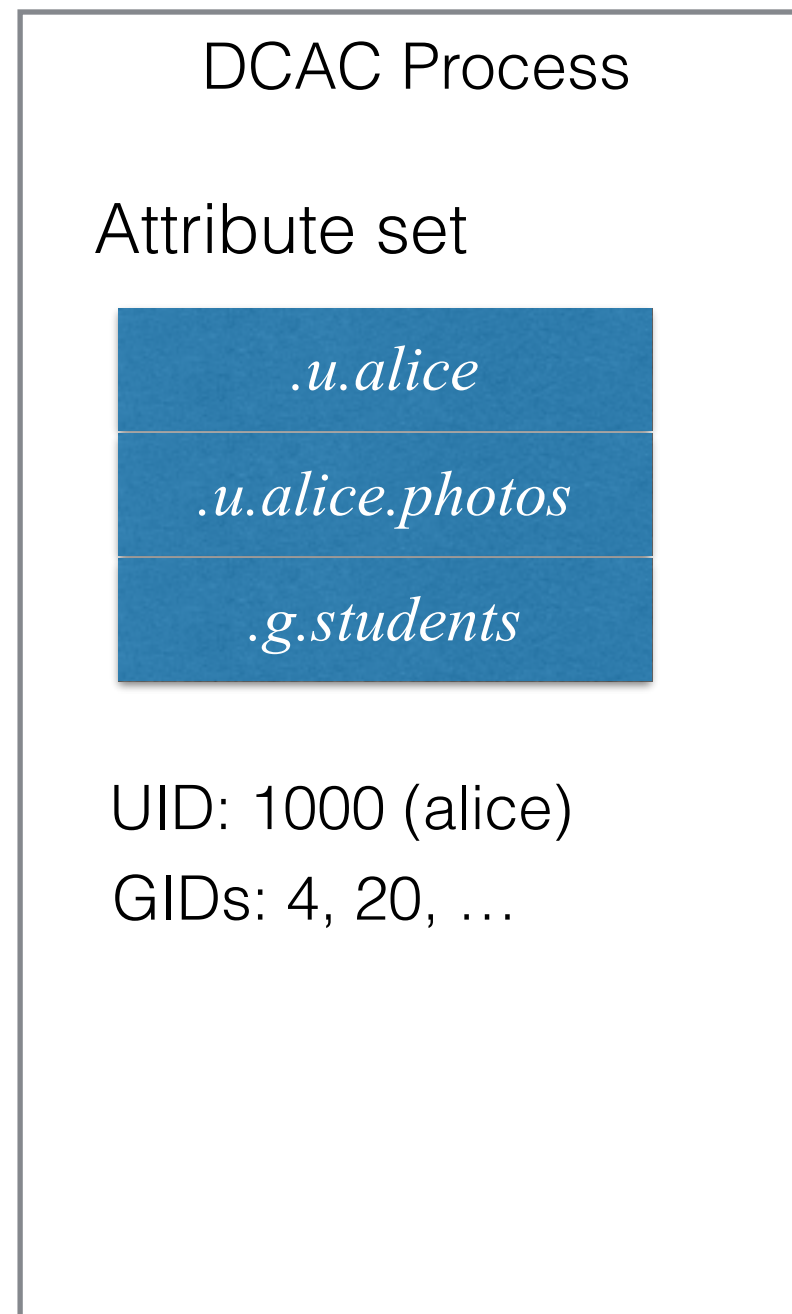 DCAC Process
Attribute set
.u.alice
.u.alice.photos
.g.students
UID: 1000 (alice)
GIDs: 4, 20, …